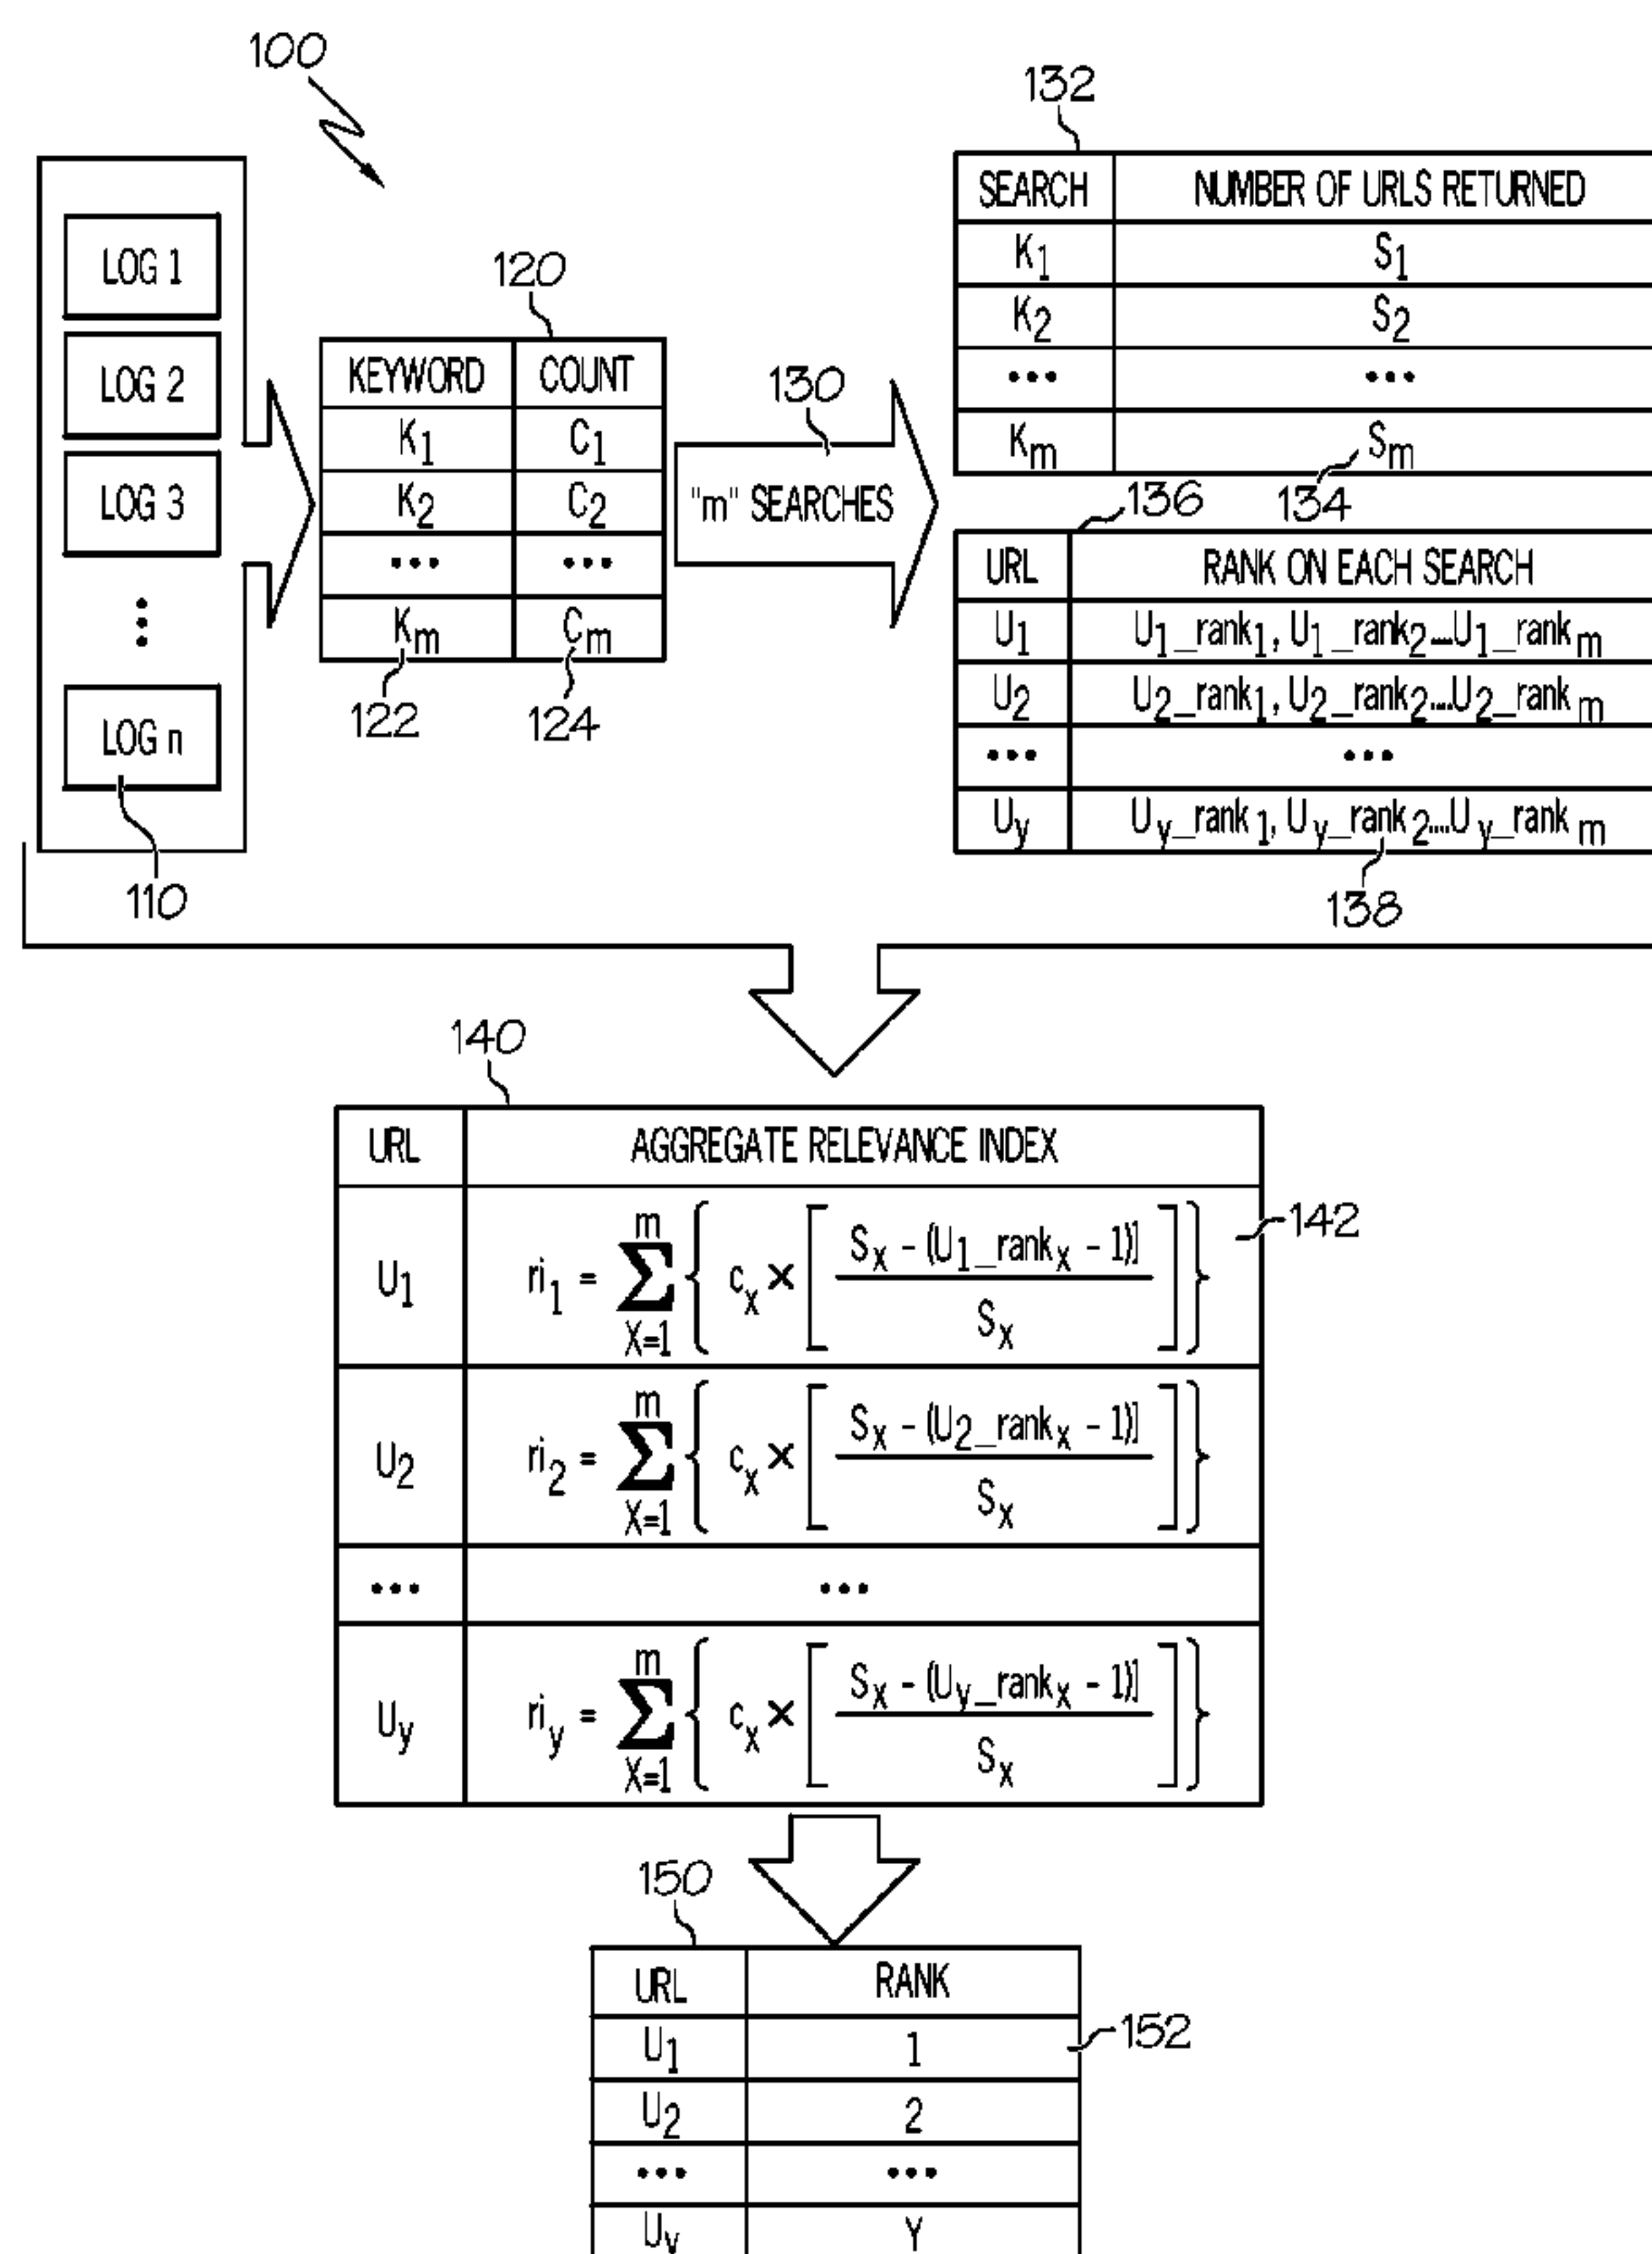 100
LOG 1
LOG 2
LOG 3
LOG n
110
120
KEYWORD COUNT
K1 C1
K2 C2
••• •••
Km Cm
122 124
130
"m" SEARCHES
132
SEARCH NUMBER OF URLS RETURNED
K1 S1
K2 S2
••• •••
Km Sm
134
136
URL RANK ON EACH SEARCH
U1 U1_rank1, U1_rank2...U1_rankm
U2 U2_rank1, U2_rank2...U2_rankm
••• •••
Uy Uy_rank1, Uy_rank2....Uy_rankm
138
140
URL AGGREGATE RELEVANCE INDEX
142
U1 ri1 = m Σ X=1 { cx × [ Sx - (U1_rankx - 1)] / Sx ] }
U2 ri2 = m Σ X=1 { cx × [ Sx - (U2_rankx - 1)] / Sx ] }
••• •••
Uy riy = m Σ X=1 { cx × [ Sx - (Uy_rankx - 1)] / Sx ] }
150
URL RANK
U1 1
152
U2 2
••• •••
Uy Y